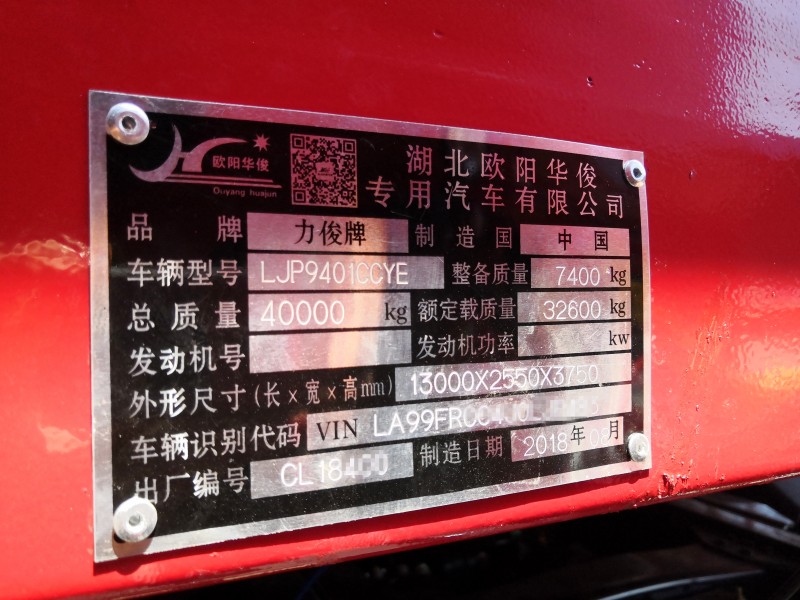 欧阳华俊
Ouyang huajun
湖北欧阳华俊
专用汽车有限公司
品牌 力俊牌 制造国 中国
车辆型号 LJP9401CCYE 整备质量 7400 kg
总质量 40000 kg 额定载质量 32600 kg
发动机号 发动机功率 kw
外形尺寸(长×宽×高mm) 13000X2550X3750
车辆识别代码 VIN
出厂编号 制造日期 2018年 月